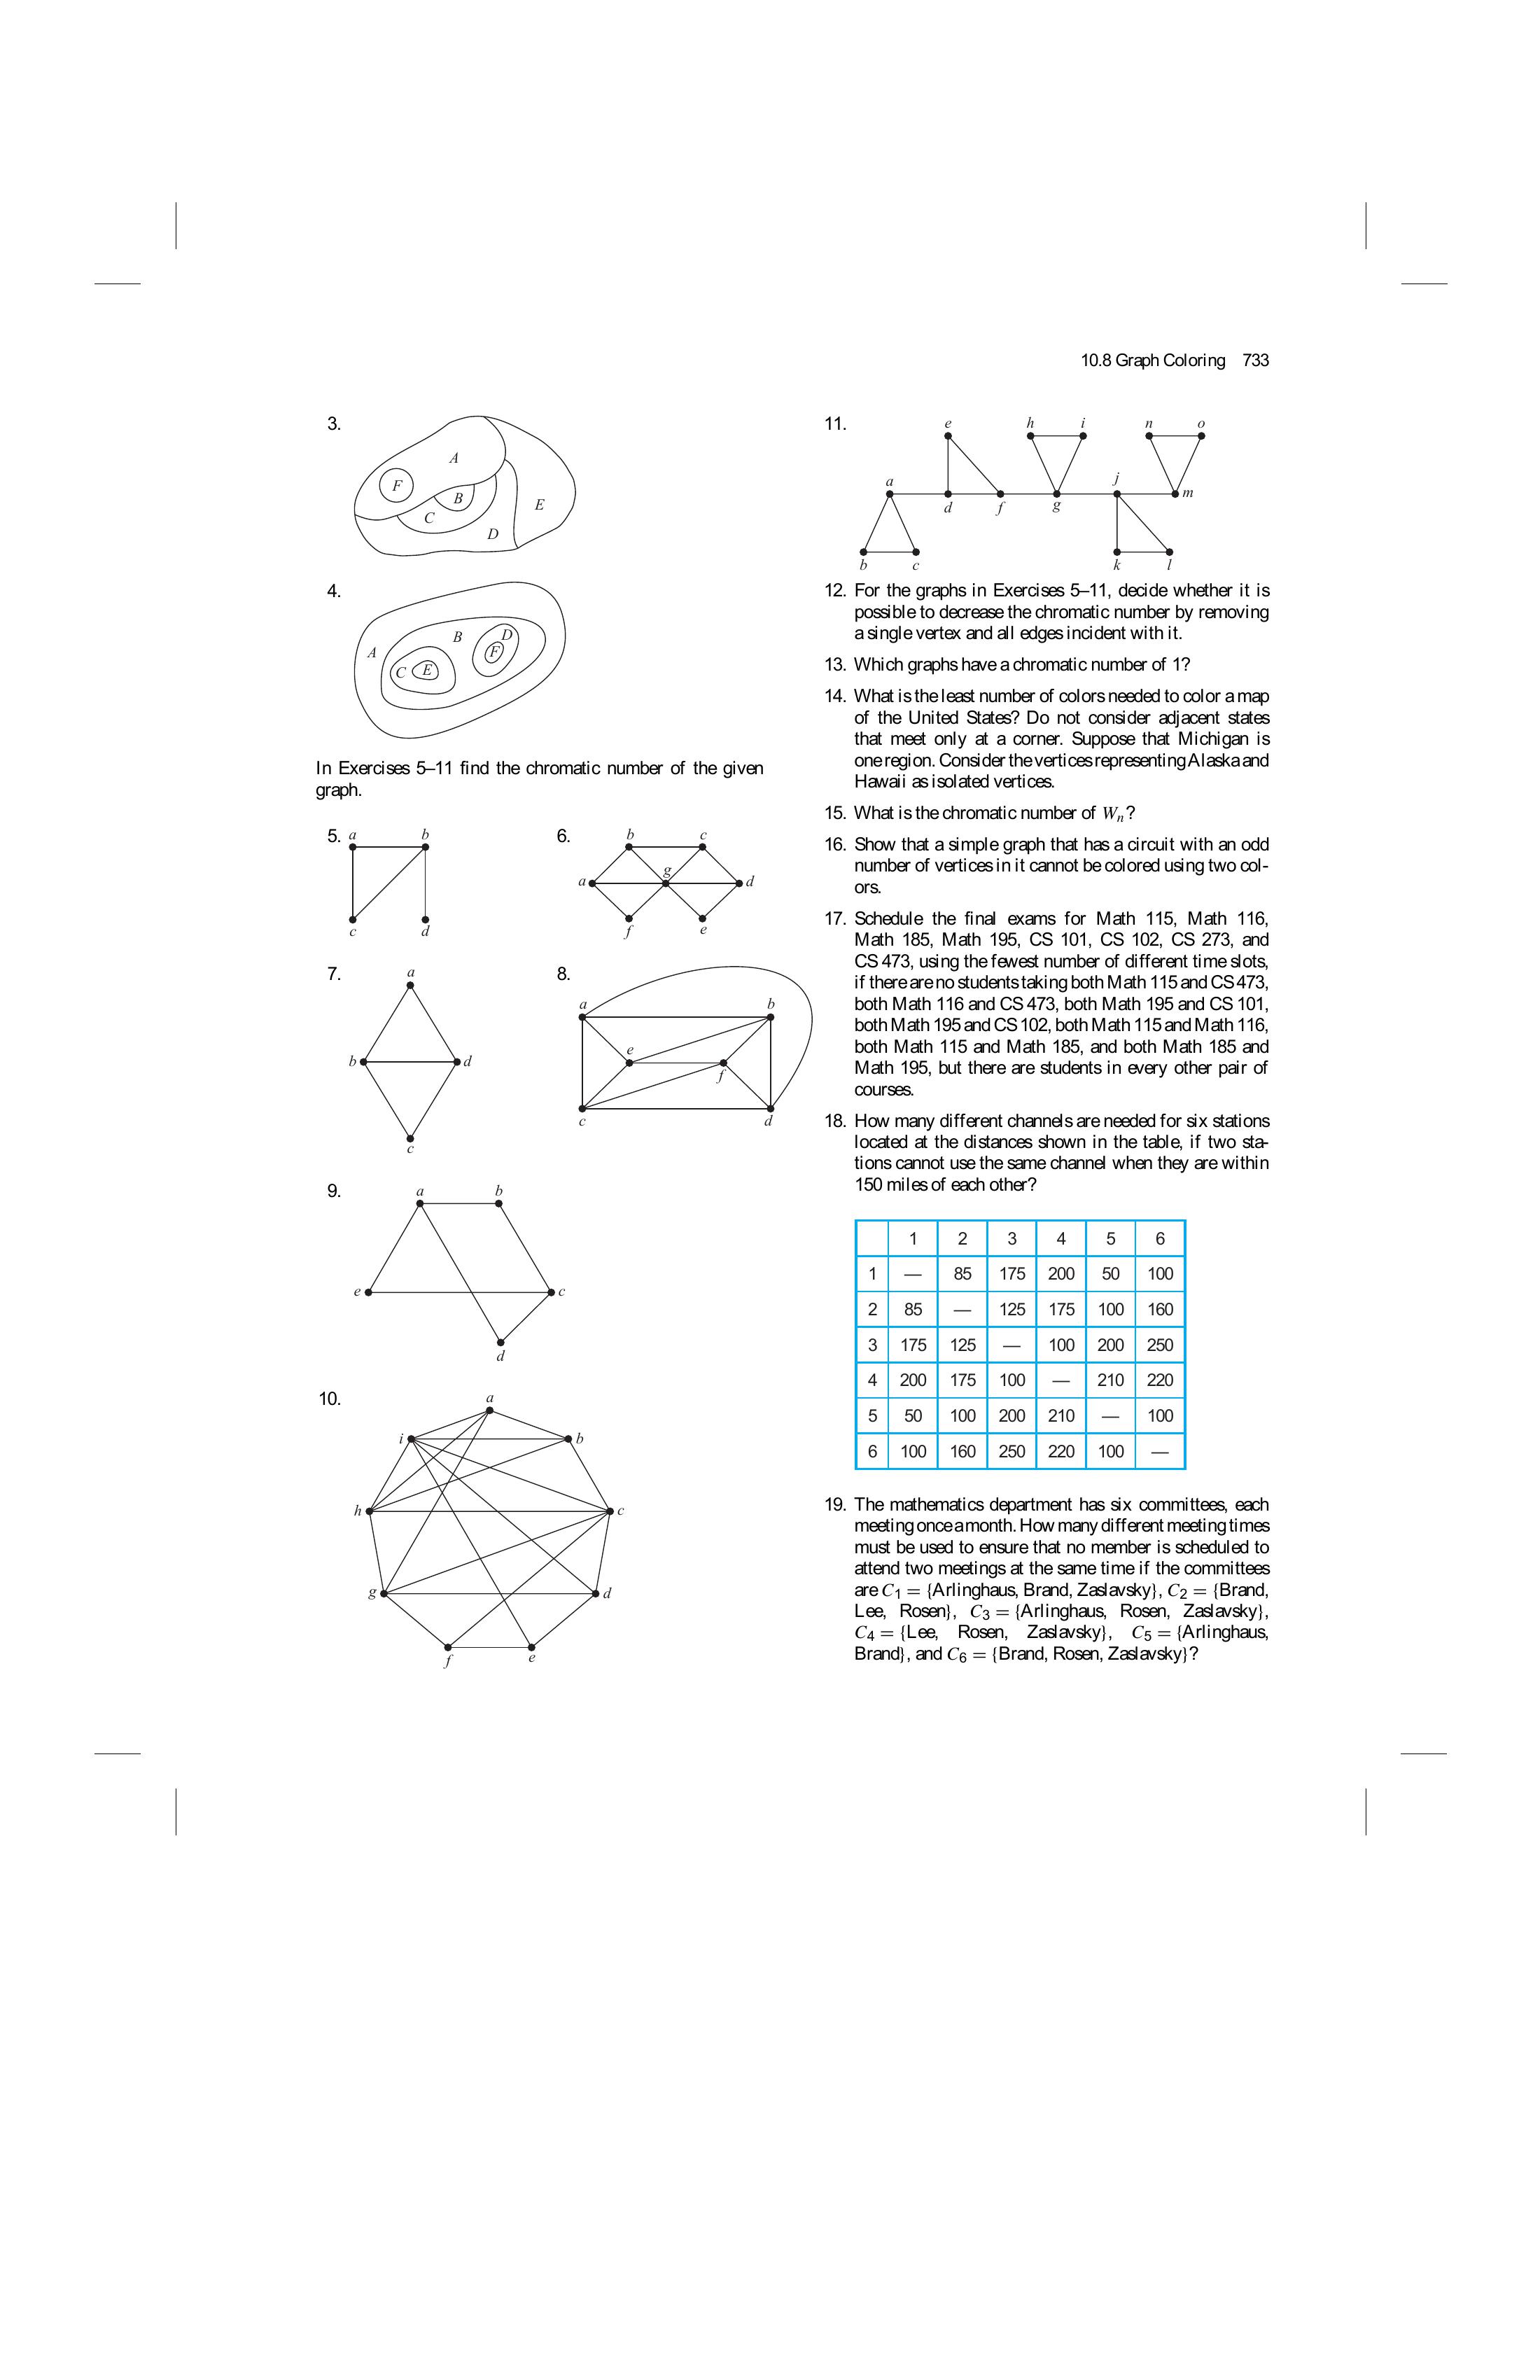 10.8 Graph Coloring 733
3.
A
F
B
C
E
D
4.
D
B
F
A
C
E
In Exercises 5–11 find the chromatic number of the given
graph.
5.
a
b
c
d
6.
b
c
g
a
d
f
e
7.
a
b
d
c
8.
a
b
e
f
c
d
9.
a
b
e
c
d
10.
a
i
b
h
c
g
d
f
e
11.
e
h
i
n
o
a
j
m
d
f
g
b
c
k
l
12. For the graphs in Exercises 5–11, decide whether it is
possible to decrease the chromatic number by removing
a single vertex and all edges incident with it.
13. Which graphs have a chromatic number of 1?
14. What is the least number of colors needed to color a map
of the United States? Do not consider adjacent states
that meet only at a corner. Suppose that Michigan is
one region. Consider the vertices representing Alaska and
Hawaii as isolated vertices.
15. What is the chromatic number of Wn?
16. Show that a simple graph that has a circuit with an odd
number of vertices in it cannot be colored using two col-
ors.
17. Schedule the final exams for Math 115, Math 116,
Math 185, Math 195, CS 101, CS 102, CS 273, and
CS 473, using the fewest number of different time slots,
if there are no students taking both Math 115 and CS 473,
both Math 116 and CS 473, both Math 195 and CS 101,
both Math 195 and CS 102, both Math 115 and Math 116,
both Math 115 and Math 185, and both Math 185 and
Math 195, but there are students in every other pair of
courses.
18. How many different channels are needed for six stations
located at the distances shown in the table, if two sta-
tions cannot use the same channel when they are within
150 miles of each other?
1 2 3 4 5 6
1 — 85 175 200 50 100
2 85 — 125 175 100 160
3 175 125 — 100 200 250
4 200 175 100 — 210 220
5 50 100 200 210 — 100
6 100 160 250 220 100 —
19. The mathematics department has six committees, each
meeting once a month. How many different meeting times
must be used to ensure that no member is scheduled to
attend two meetings at the same time if the committees
are C1 = {Arlinghaus, Brand, Zaslavsky}, C2 = {Brand,
Lee, Rosen}, C3 = {Arlinghaus, Rosen, Zaslavsky},
C4 = {Lee, Rosen, Zaslavsky}, C5 = {Arlinghaus,
Brand}, and C6 = {Brand, Rosen, Zaslavsky}?